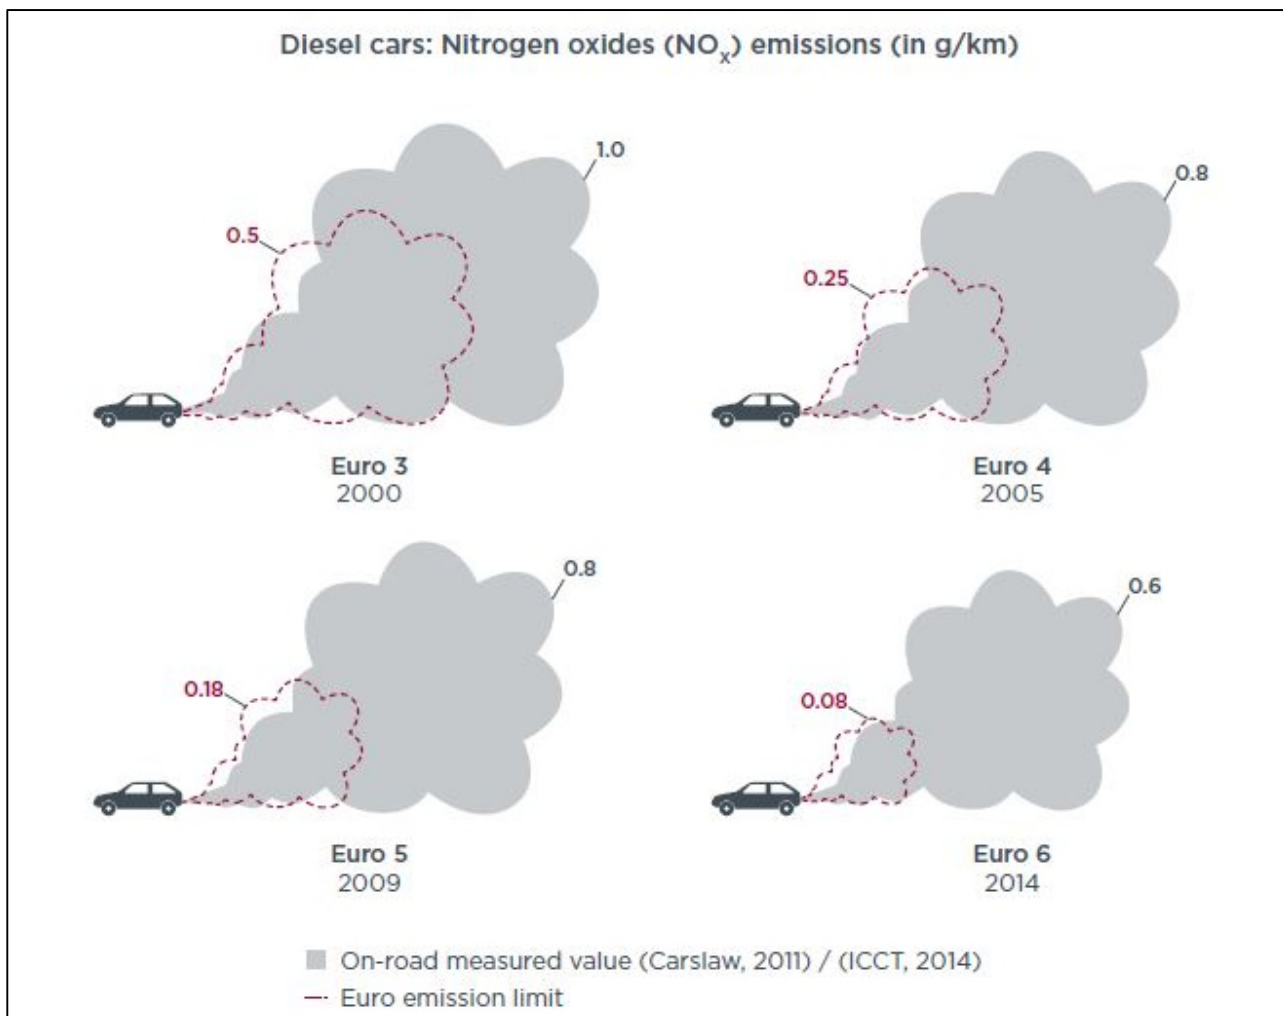 Diesel cars: Nitrogen oxides (NOx) emissions (in g/km)
1.0
0.5
Euro 3
2000
0.8
0.25
Euro 4
2005
0.8
0.18
Euro 5
2009
0.6
0.08
Euro 6
2014
On-road measured value (Carslaw, 2011) / (ICCT, 2014)
Euro emission limit